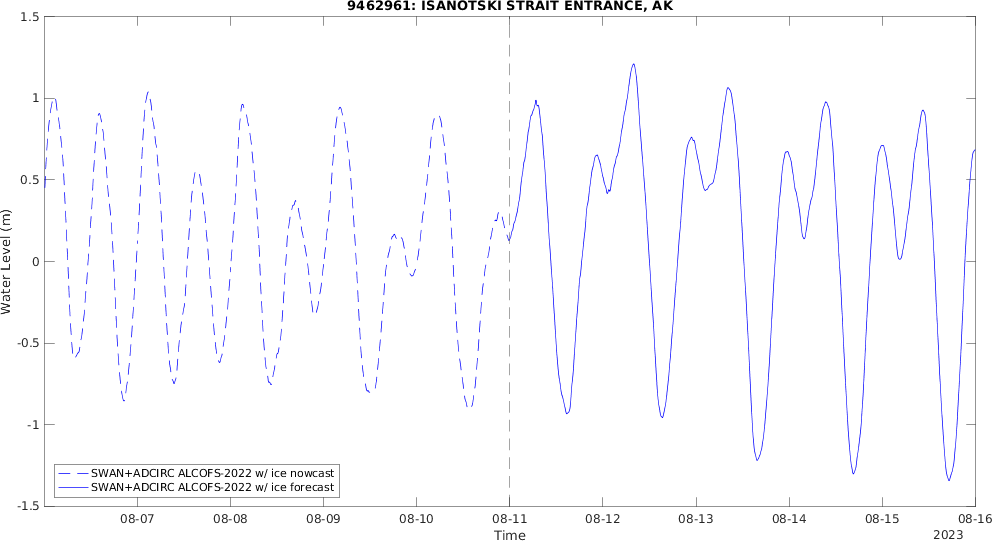 9462961: ISANOTSKI STRAIT ENTRANCE, AK
1.5
1
0.5
0
-0.5
-1
-1.5
Water Level (m)
SWAN+ADCIRC ALCOFS-2022 w/ ice nowcast
SWAN+ADCIRC ALCOFS-2022 w/ ice forecast
08-07 08-08 08-09 08-10 08-11 08-12 08-13 08-14 08-15 08-16
Time
2023